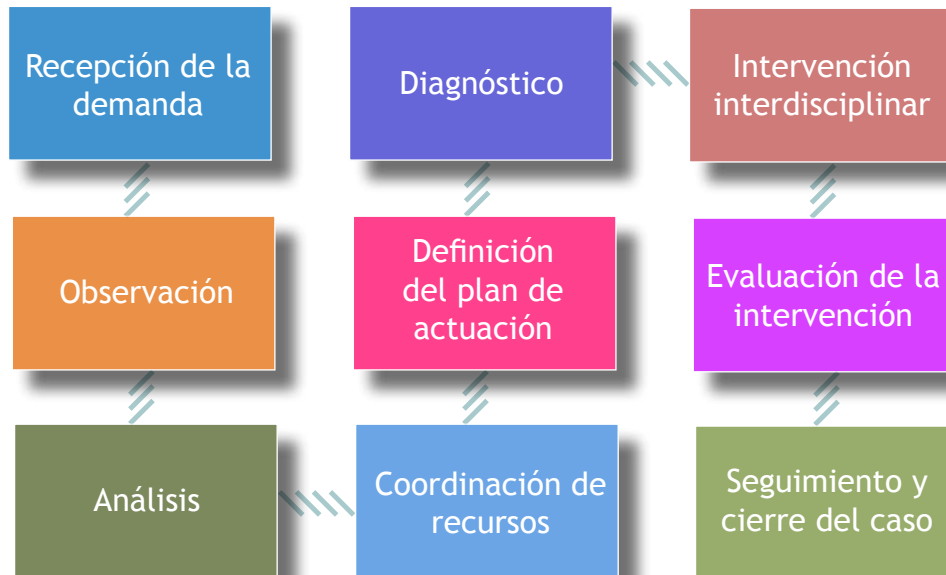 Recepción de la
demanda
Diagnóstico
Intervención
interdisciplinar
Observación
Definición
del plan de
actuación
Evaluación de la
intervención
Análisis
Coordinación de
recursos
Seguimiento y
cierre del caso